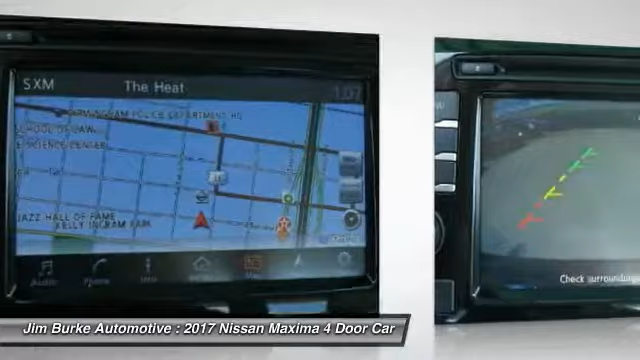 SXM The Heat 1:07
BIRMINGHAM POLICE DEPARTMENT HQ
SCHOOL OF LAW
SCIENCE CENTER
JAZZ HALL OF FAME
KELLY INGRAM PARK
Audio Phone Info
Check surroundings
Jim Burke Automotive : 2017 Nissan Maxima 4 Door Car